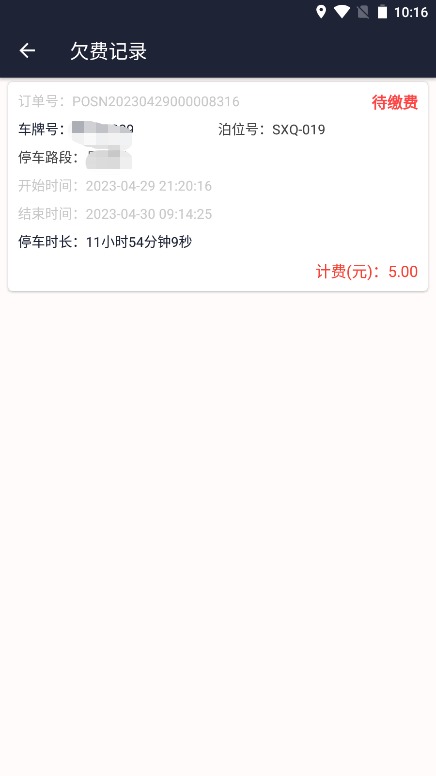 10:16
欠费记录
订单号：POSN20230429000008316 待缴费
车牌号： 泊位号：SXQ-019
停车路段：
开始时间：2023-04-29 21:20:16
结束时间：2023-04-30 09:14:25
停车时长：11小时54分钟9秒
计费(元)：5.00